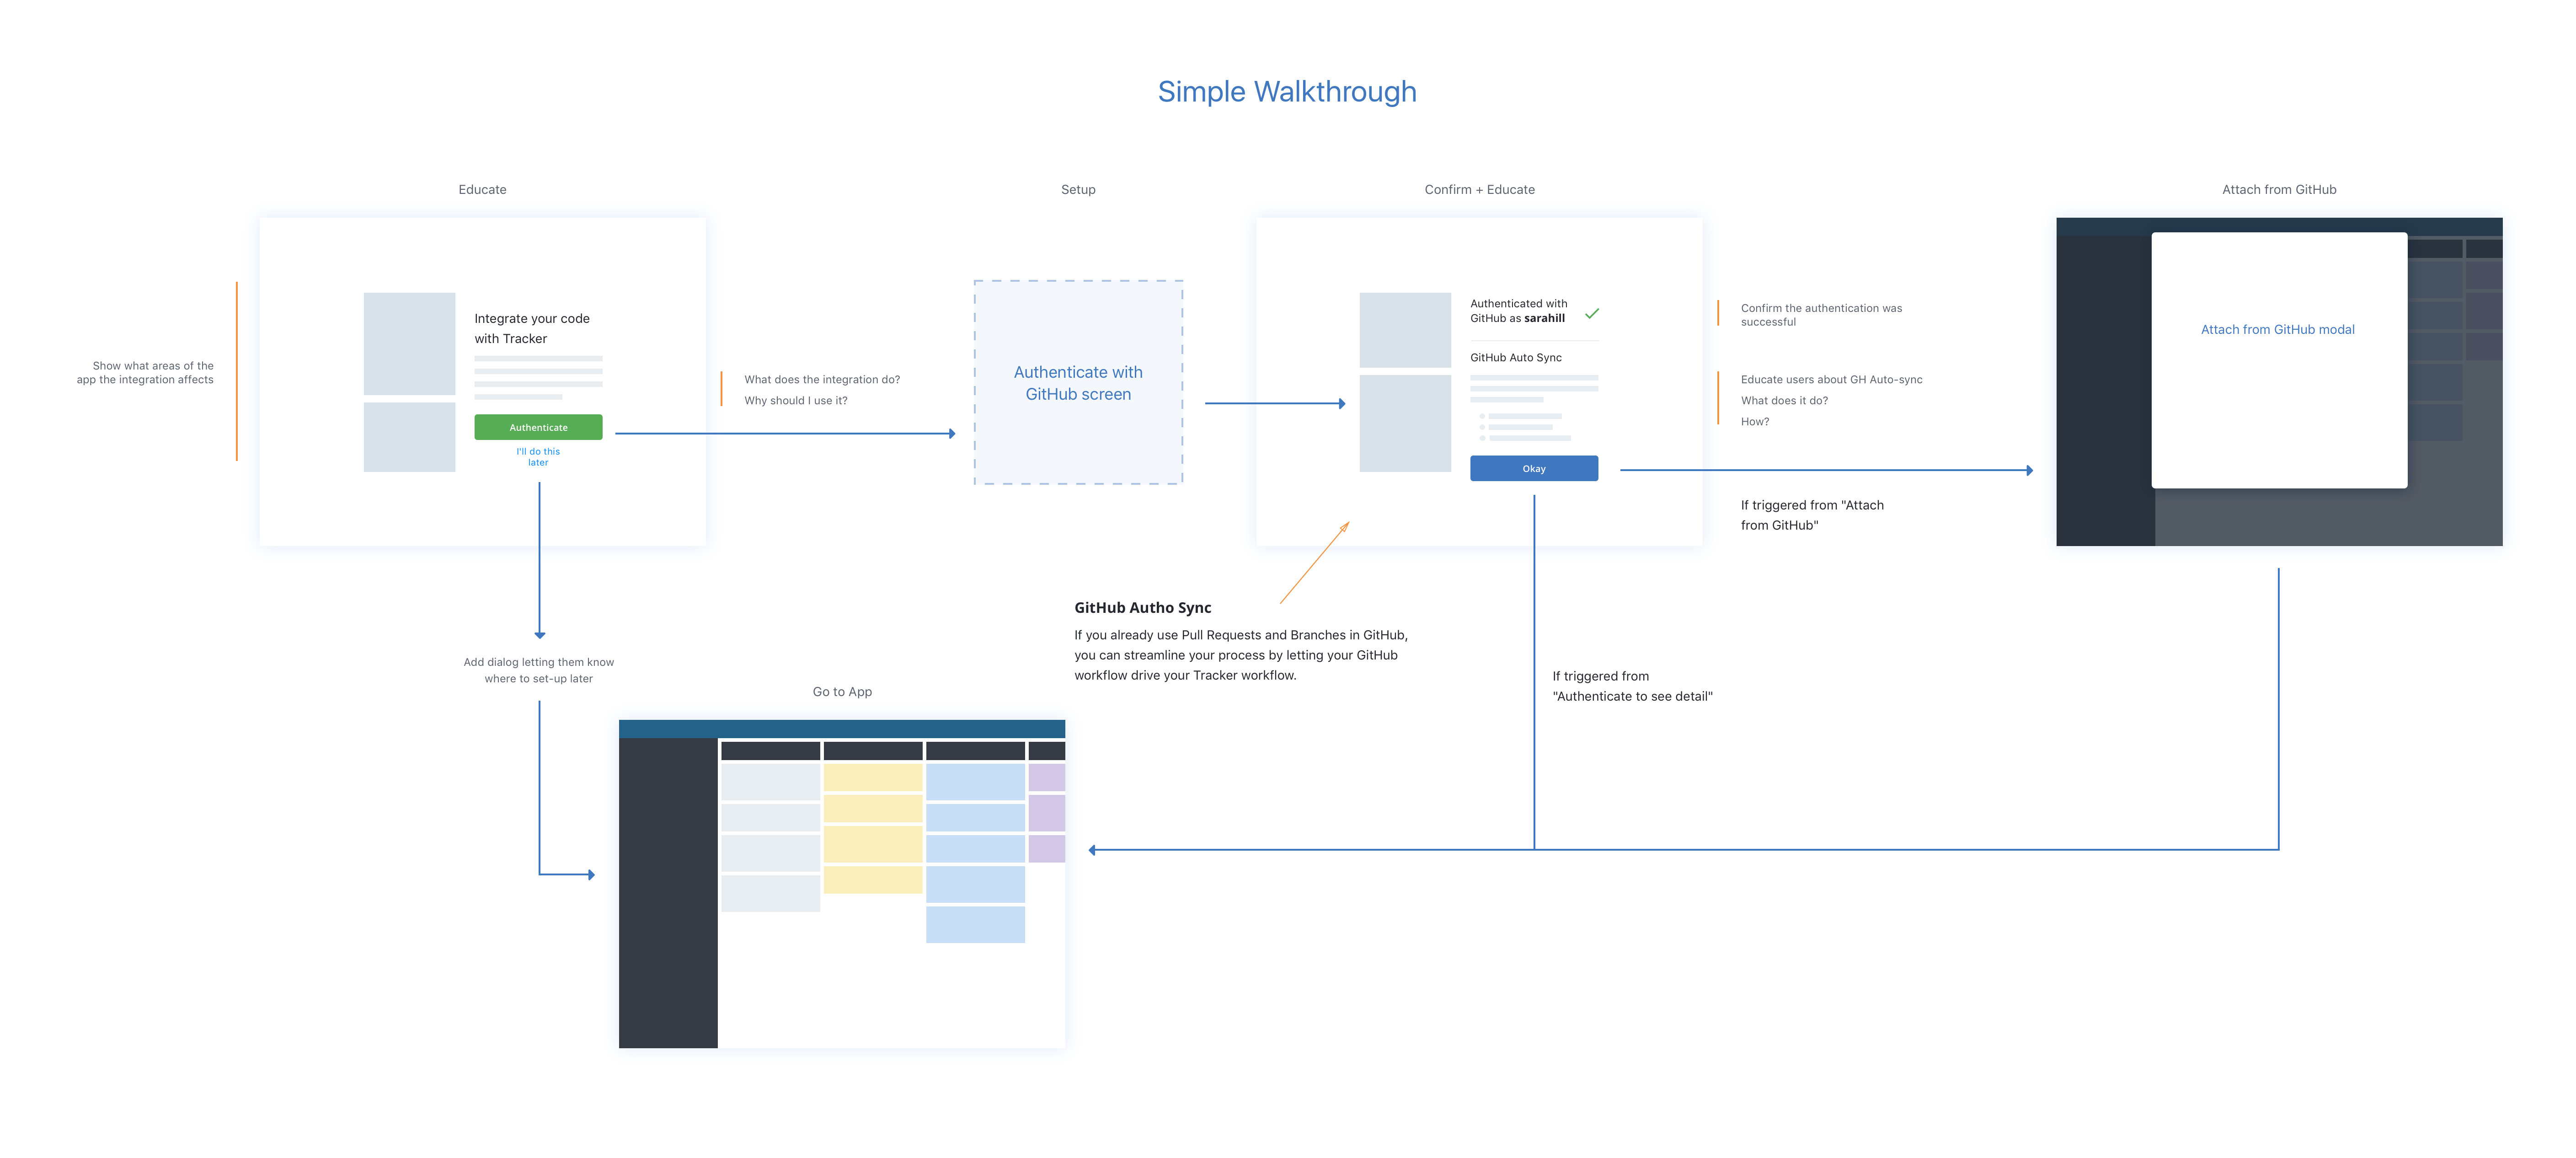 Simple Walkthrough
Educate
Setup
Confirm + Educate
Attach from GitHub
Show what areas of the
app the integration affects
Integrate your code
with Tracker
Authenticate
I'll do this
later
What does the integration do?
Why should I use it?
Authenticate with
GitHub screen
Authenticated with
GitHub as sarahill
GitHub Auto Sync
Okay
Confirm the authentication was
successful
Educate users about GH Auto-sync
What does it do?
How?
If triggered from "Attach
from GitHub"
Attach from GitHub modal
Add dialog letting them know
where to set-up later
GitHub Autho Sync
If you already use Pull Requests and Branches in GitHub,
you can streamline your process by letting your GitHub
workflow drive your Tracker workflow.
If triggered from
"Authenticate to see detail"
Go to App